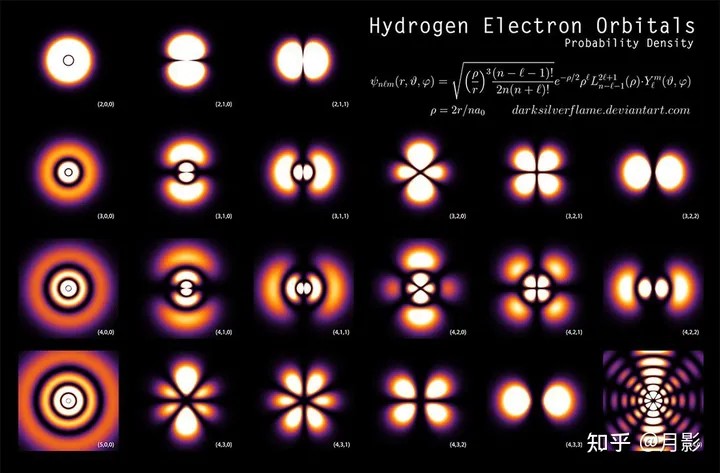 Hydrogen Electron Orbitals
Probability Density
ψnℓm(r, ϑ, φ) = √((ρ/r)³ (n − ℓ − 1)!/2n(n + ℓ)!) e^−ρ/2 ρ^ℓ L^2ℓ+1_n−ℓ−1(ρ)·Y^m_ℓ(ϑ, φ)
ρ = 2r/na₀ darksilverflame.deviantart.com
(2,0,0) (2,1,0) (2,1,1)
(3,0,0) (3,1,0) (3,1,1) (3,2,0) (3,2,1) (3,2,2)
(4,0,0) (4,1,0) (4,1,1) (4,2,0) (4,2,1) (4,2,2)
(5,0,0) (4,3,0) (4,3,1) (4,3,2) (4,3,3)
知乎 @月影